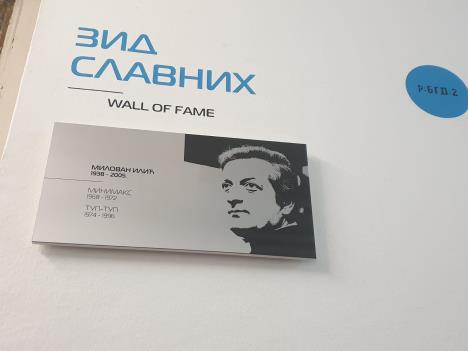 ЗИД
СЛАВНИХ
WALL OF FAME
Р·БГД·2
МИЛОВАН ИЛИЋ
1938 - 2005
МИНИМАКС
1968 - 1972
ТУП-ТУП
1974 - 1996